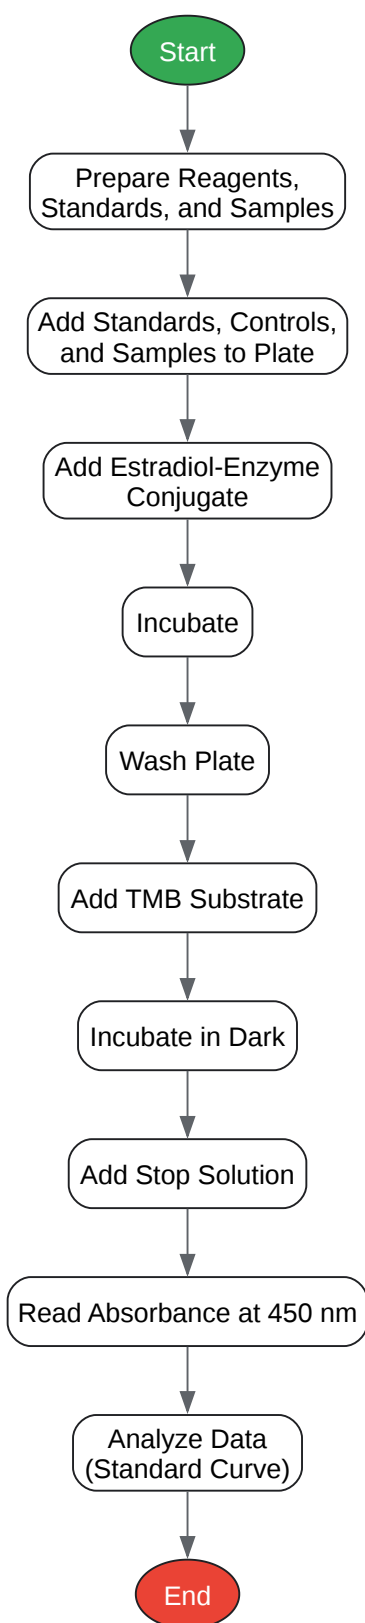 Start
Prepare Reagents,
Standards, and Samples
Add Standards, Controls,
and Samples to Plate
Add Estradiol-Enzyme
Conjugate
Incubate
Wash Plate
Add TMB Substrate
Incubate in Dark
Add Stop Solution
Read Absorbance at 450 nm
Analyze Data
(Standard Curve)
End